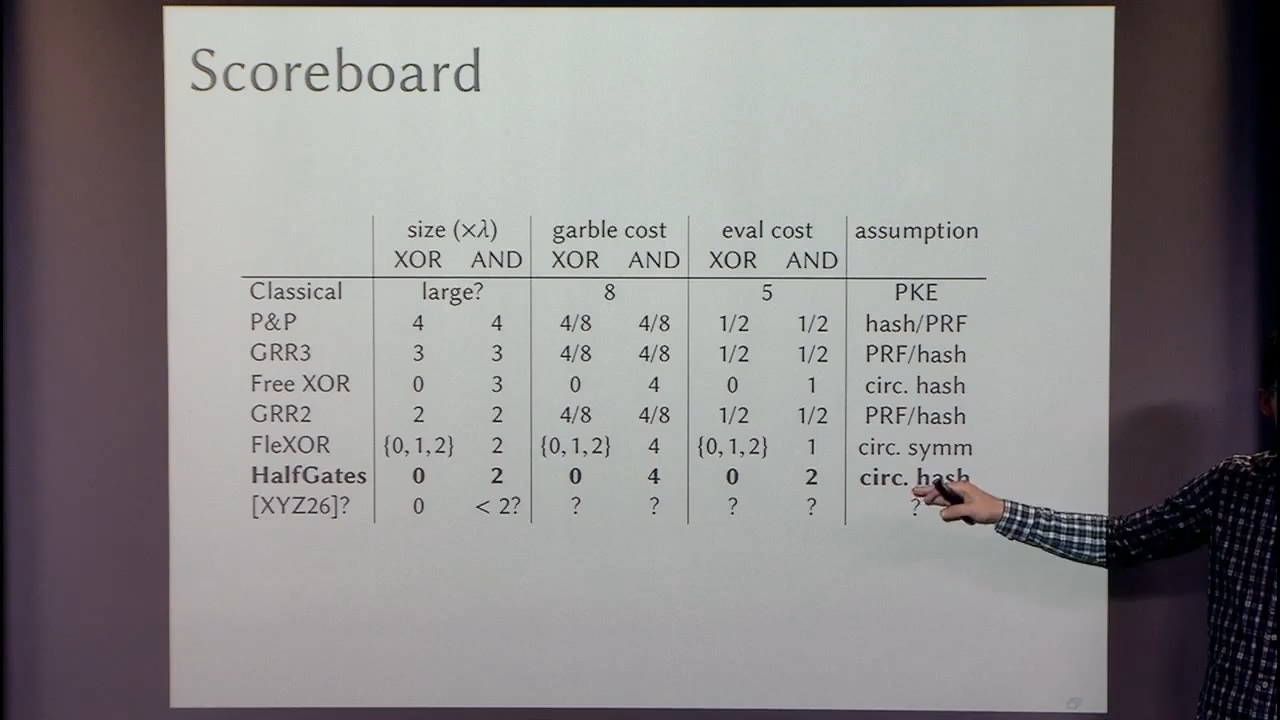 Scoreboard
size (×λ) garble cost eval cost assumption
XOR AND XOR AND XOR AND
Classical large? 8 5 PKE
P&P 4 4 4/8 4/8 1/2 1/2 hash/PRF
GRR3 3 3 4/8 4/8 1/2 1/2 PRF/hash
Free XOR 0 3 0 4 0 1 circ. hash
GRR2 2 2 4/8 4/8 1/2 1/2 PRF/hash
FleXOR {0, 1, 2} 2 {0, 1, 2} 4 {0, 1, 2} 1 circ. symm
HalfGates 0 2 0 4 0 2 circ. hash
[XYZ26]? 0 < 2? ? ? ? ? ?